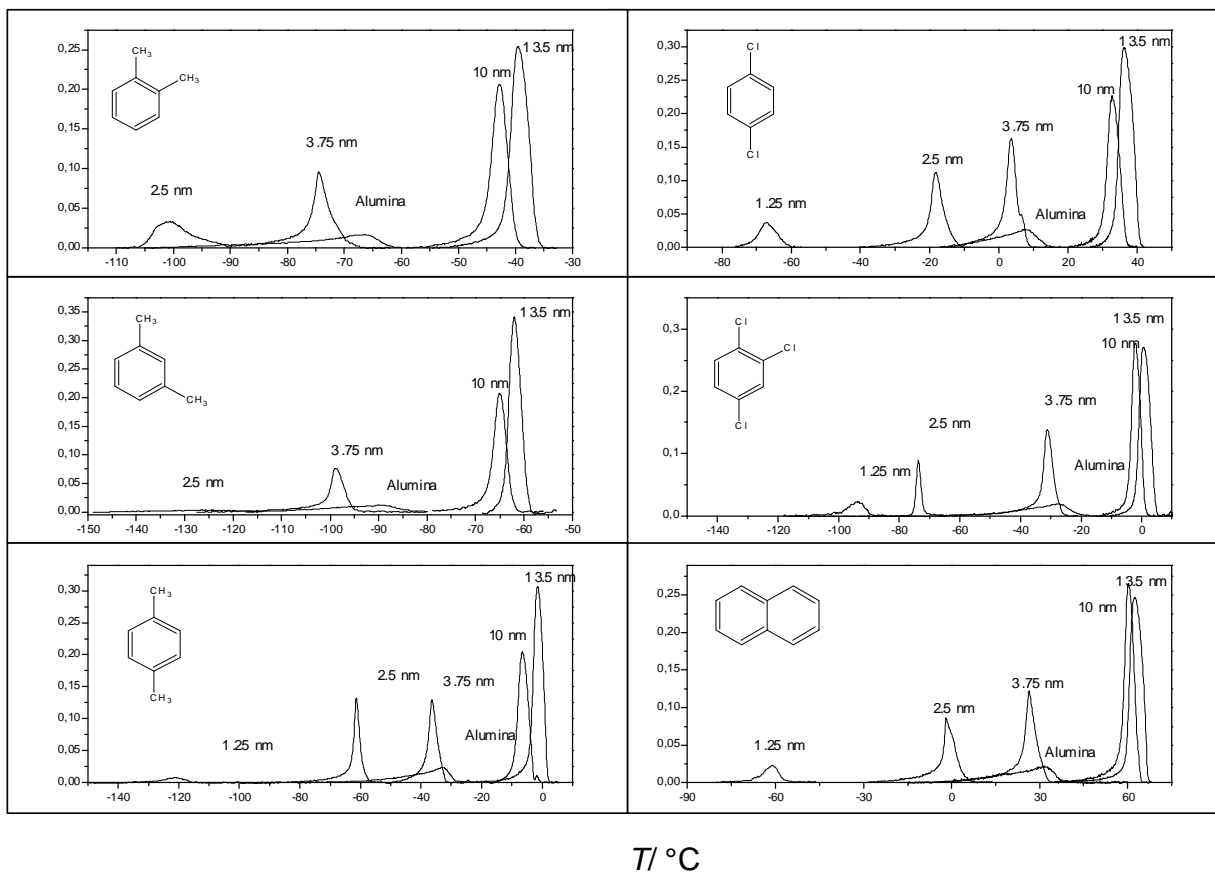 0,25
0,20
0,15
0,10
0,05
0,00
CH₃
CH₃
2.5 nm
3.75 nm
Alumina
10 nm
13.5 nm
-110 -100 -90 -80 -70 -60 -50 -40 -30
0,30
0,25
0,20
0,15
0,10
0,05
0,00
Cl
Cl
1.25 nm
2.5 nm
3.75 nm
Alumina
10 nm
13.5 nm
-80 -60 -40 -20 0 20 40
0,35
0,30
0,25
0,20
0,15
0,10
0,05
0,00
CH₃
CH₃
2.5 nm
3.75 nm
Alumina
10 nm
13.5 nm
-150 -140 -130 -120 -110 -100 -90 -80 -70 -60 -50
0,3
0,2
0,1
0,0
Cl
Cl
Cl
1.25 nm
2.5 nm
3.75 nm
Alumina
10 nm
13.5 nm
-140 -120 -100 -80 -60 -40 -20 0
0,30
0,25
0,20
0,15
0,10
0,05
0,00
CH₃
CH₃
1.25 nm
2.5 nm
3.75 nm
Alumina
10 nm
13.5 nm
-140 -120 -100 -80 -60 -40 -20 0
0,25
0,20
0,15
0,10
0,05
0,00
1.25 nm
2.5 nm
3.75 nm
Alumina
10 nm
13.5 nm
-90 -60 -30 0 30 60
T/ °C